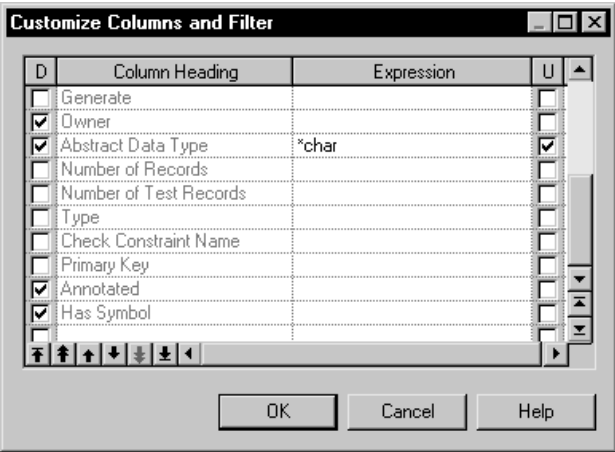 Customize Columns and Filter
D Column Heading Expression U
Generate
Owner
Abstract Data Type *char
Number of Records
Number of Test Records
Type
Check Constraint Name
Primary Key
Annotated
Has Symbol
OK Cancel Help